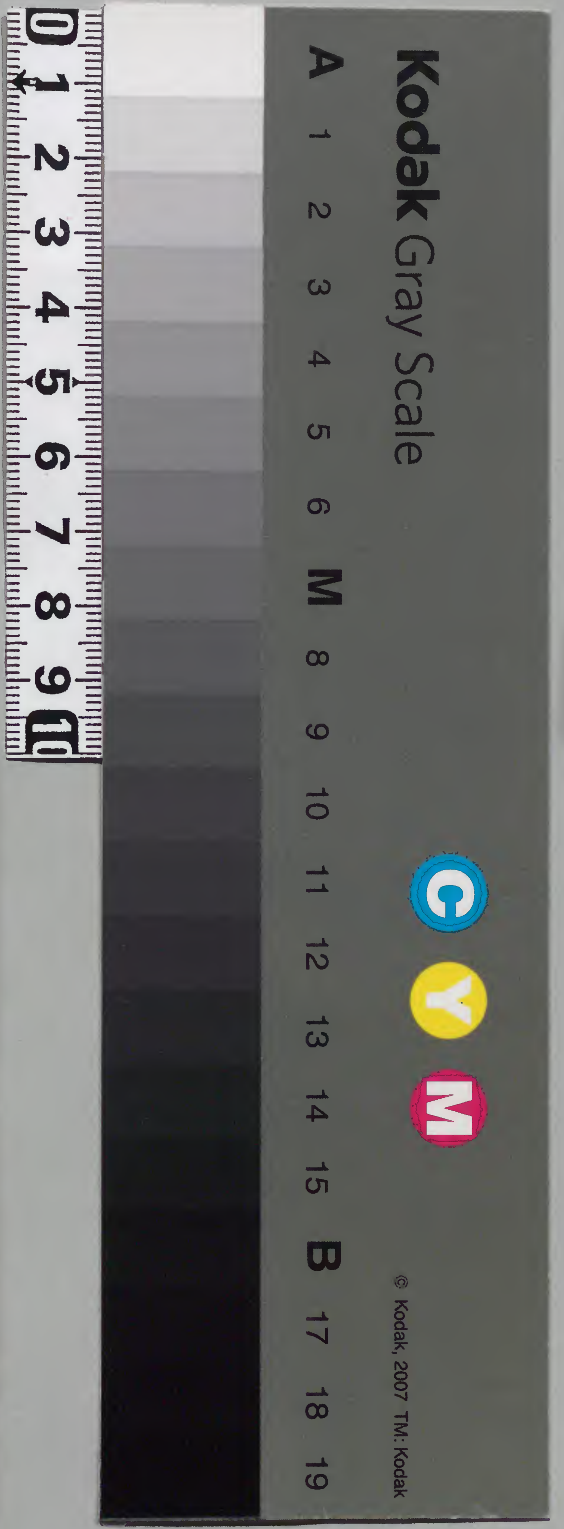 Kodak Gray Scale
C Y M
© Kodak, 2007 TM: Kodak
A 1 2 3 4 5 6 M 8 9 10 11 12 13 14 15 B 17 18 19
0 1 2 3 4 5 6 7 8 9 10